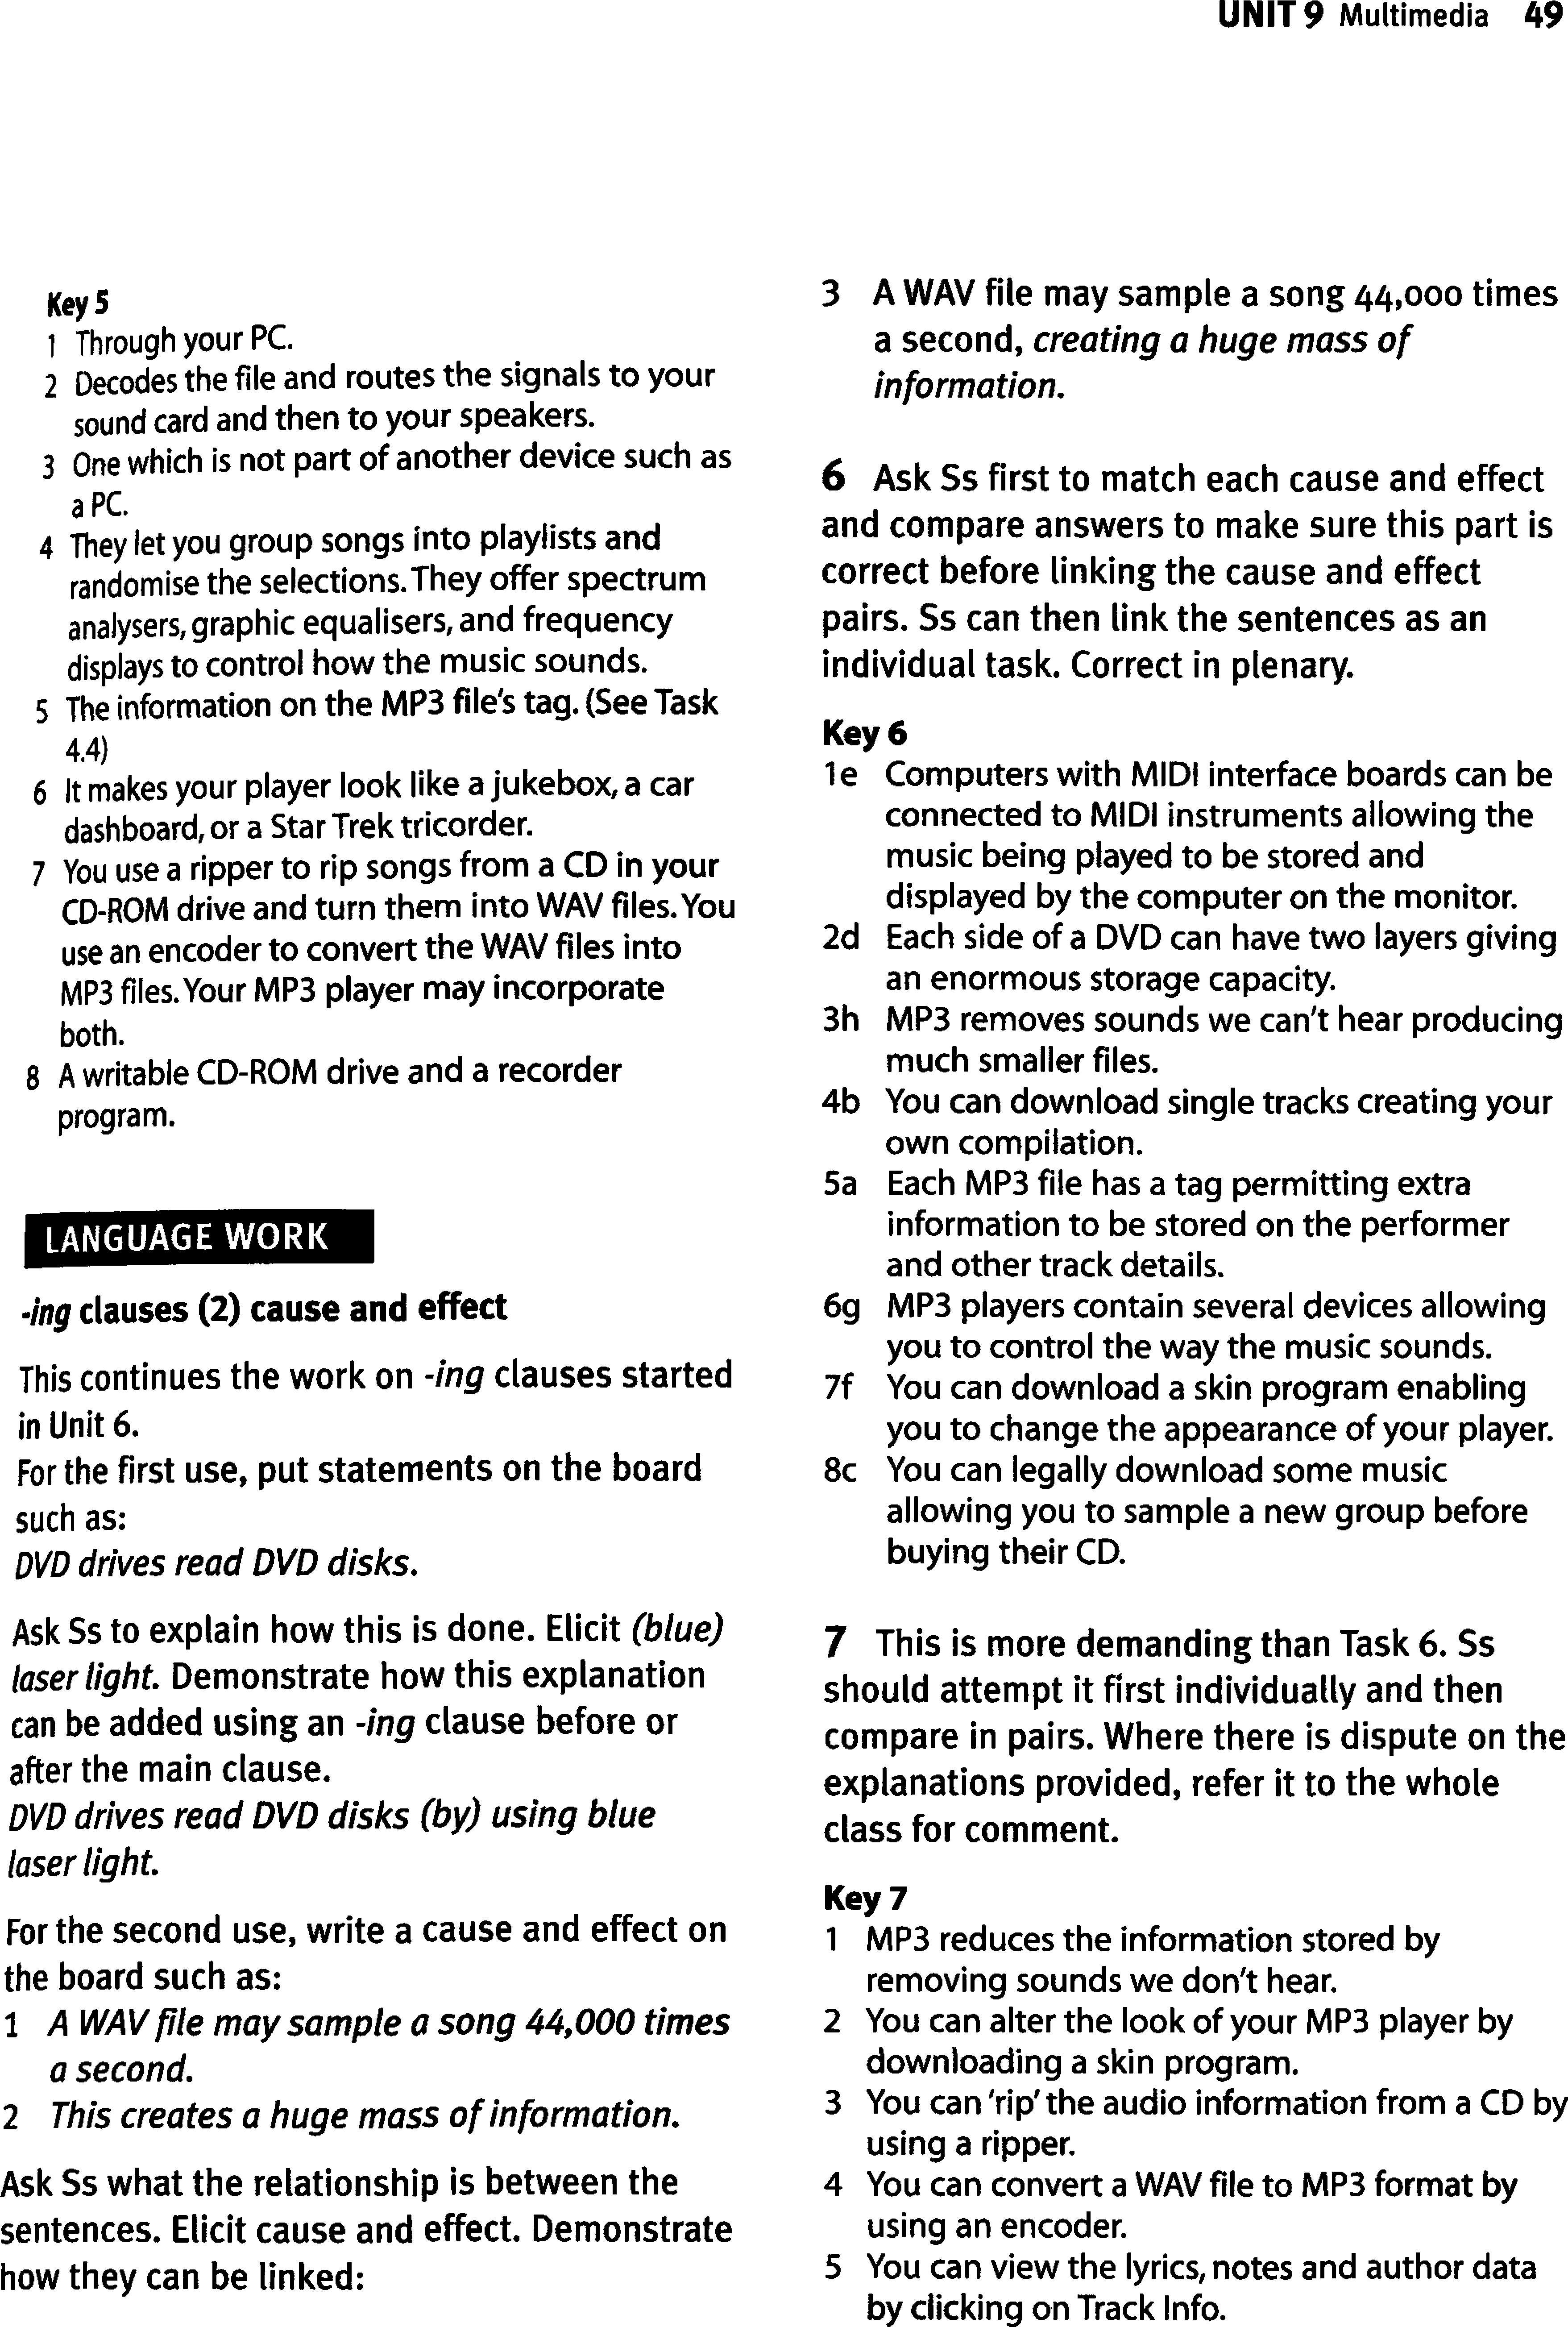 UNIT 9 Multimedia 49
Key 5
1 Through your PC.
2 Decodes the file and routes the signals to your
sound card and then to your speakers.
3 One which is not part of another device such as
a PC.
4 They let you group songs into playlists and
randomise the selections. They offer spectrum
analysers, graphic equalisers, and frequency
displays to control how the music sounds.
5 The information on the MP3 file's tag. (See Task
4.4)
6 It makes your player look like a jukebox, a car
dashboard, or a Star Trek tricorder.
7 You use a ripper to rip songs from a CD in your
CD-ROM drive and turn them into WAV files. You
use an encoder to convert the WAV files into
MP3 files. Your MP3 player may incorporate
both.
8 A writable CD-ROM drive and a recorder
program.
LANGUAGE WORK
-ing clauses (2) cause and effect
This continues the work on -ing clauses started
in Unit 6.
For the first use, put statements on the board
such as:
DVD drives read DVD disks.
Ask Ss to explain how this is done. Elicit (blue)
laser light. Demonstrate how this explanation
can be added using an -ing clause before or
after the main clause.
DVD drives read DVD disks (by) using blue
laser light.
For the second use, write a cause and effect on
the board such as:
1 A WAV file may sample a song 44,000 times
a second.
2 This creates a huge mass of information.
Ask Ss what the relationship is between the
sentences. Elicit cause and effect. Demonstrate
how they can be linked:
3 A WAV file may sample a song 44,000 times
a second, creating a huge mass of
information.
6 Ask Ss first to match each cause and effect
and compare answers to make sure this part is
correct before linking the cause and effect
pairs. Ss can then link the sentences as an
individual task. Correct in plenary.
Key 6
1e Computers with MIDI interface boards can be
connected to MIDI instruments allowing the
music being played to be stored and
displayed by the computer on the monitor.
2d Each side of a DVD can have two layers giving
an enormous storage capacity.
3h MP3 removes sounds we can't hear producing
much smaller files.
4b You can download single tracks creating your
own compilation.
5a Each MP3 file has a tag permitting extra
information to be stored on the performer
and other track details.
6g MP3 players contain several devices allowing
you to control the way the music sounds.
7f You can download a skin program enabling
you to change the appearance of your player.
8c You can legally download some music
allowing you to sample a new group before
buying their CD.
7 This is more demanding than Task 6. Ss
should attempt it first individually and then
compare in pairs. Where there is dispute on the
explanations provided, refer it to the whole
class for comment.
Key 7
1 MP3 reduces the information stored by
removing sounds we don't hear.
2 You can alter the look of your MP3 player by
downloading a skin program.
3 You can 'rip' the audio information from a CD by
using a ripper.
4 You can convert a WAV file to MP3 format by
using an encoder.
5 You can view the lyrics, notes and author data
by clicking on Track Info.